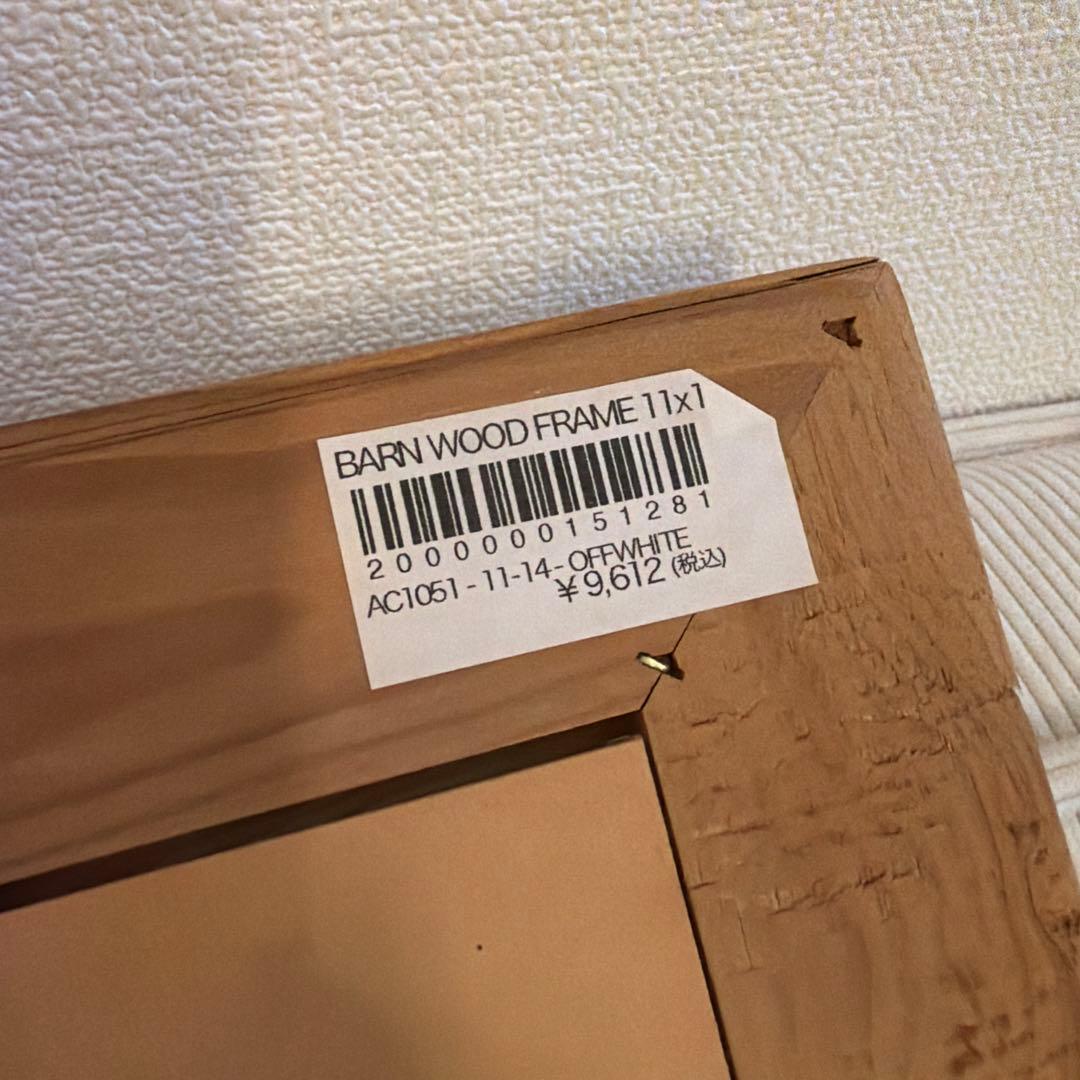 BARN WOOD FRAME 11x1
2000000151281
AC1051-11-14-OFFWHITE
¥9,612 (税込)